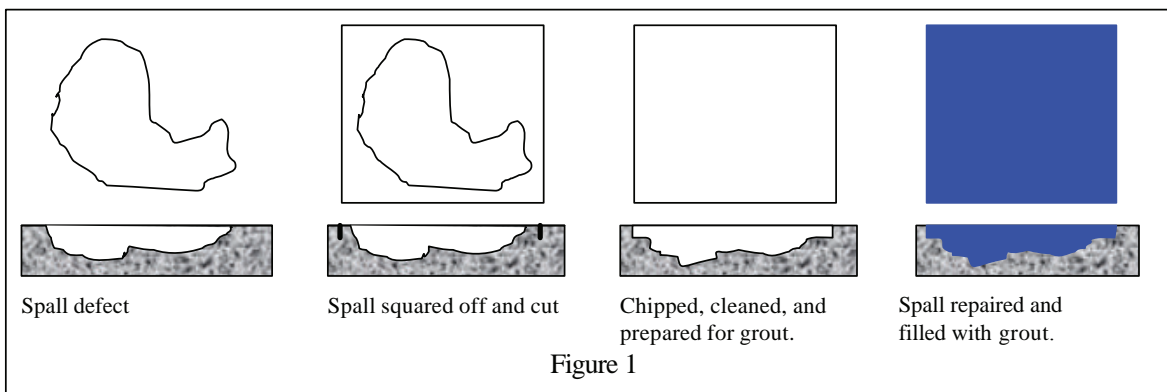 Spall defect
Spall squared off and cut
Chipped, cleaned, and
prepared for grout.
Spall repaired and
filled with grout.
Figure 1